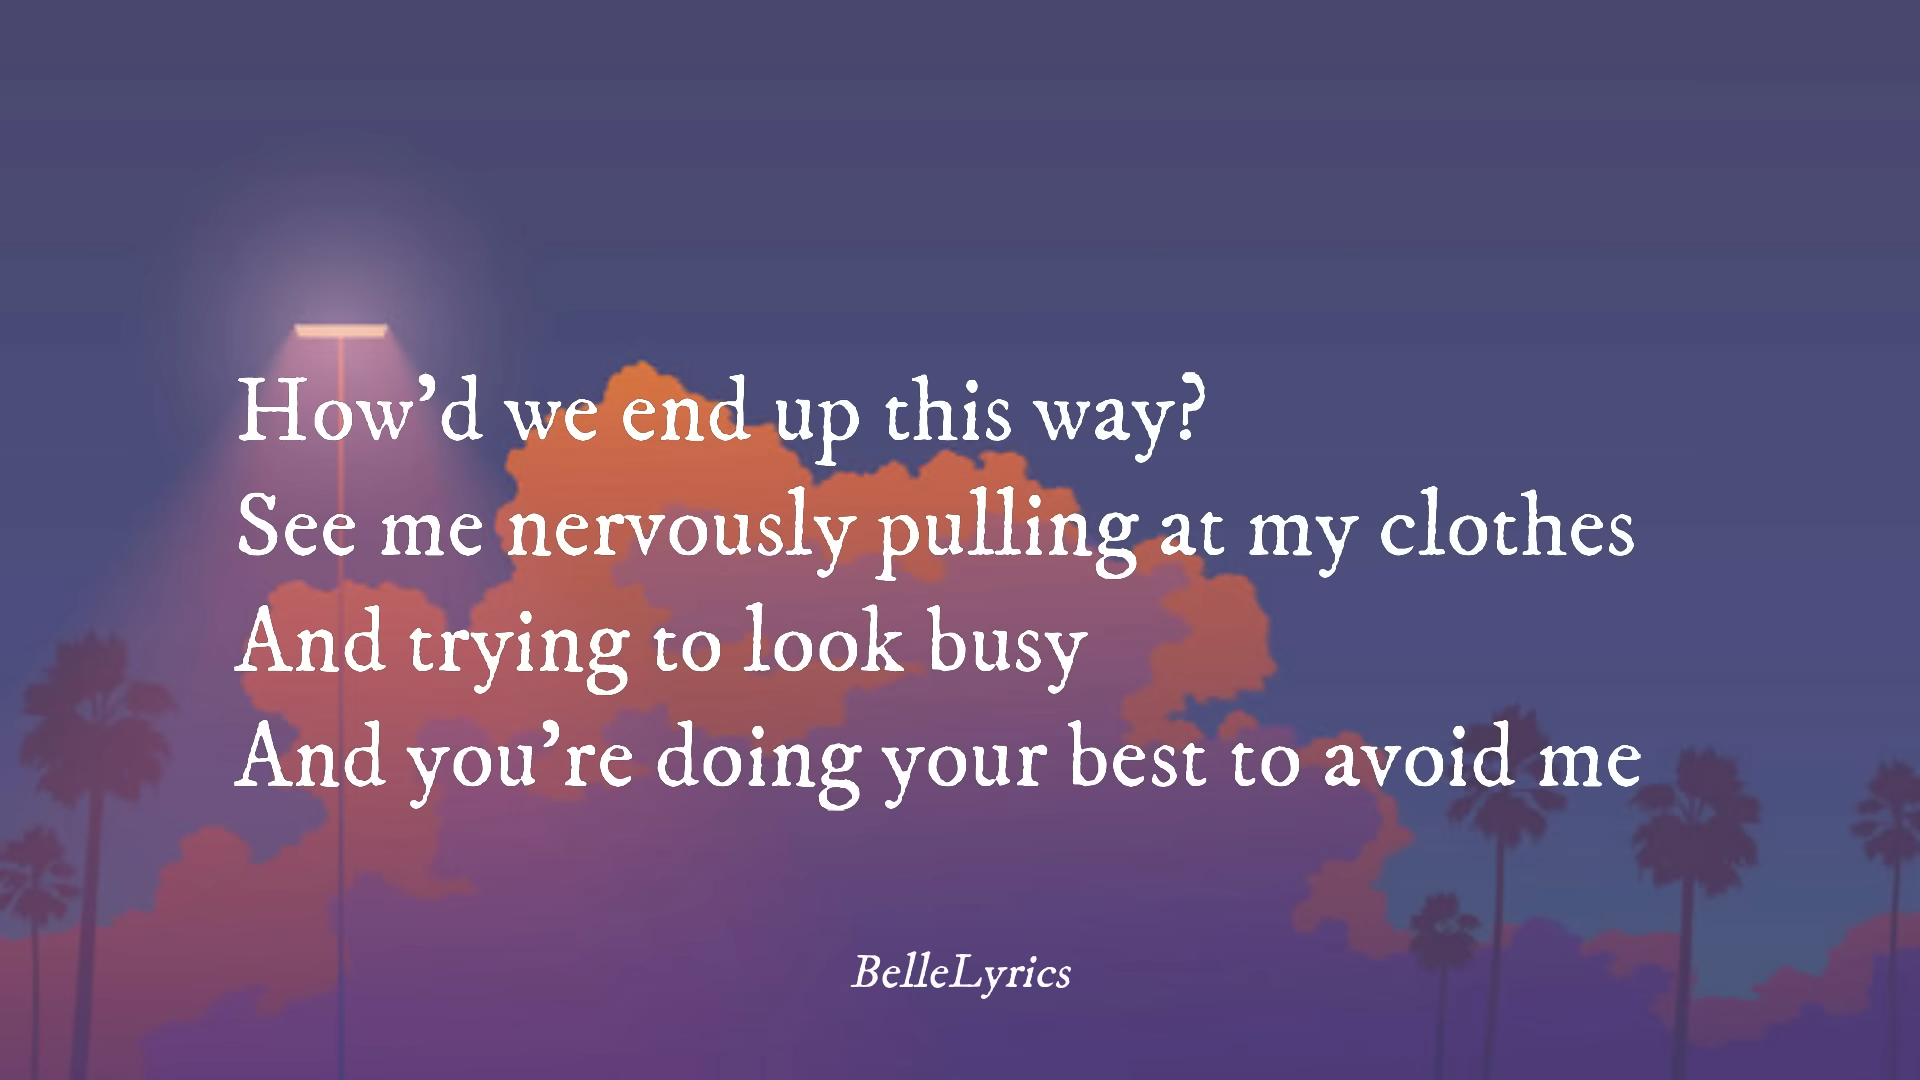 How’d we end up this way?
See me nervously pulling at my clothes
And trying to look busy
And you’re doing your best to avoid me
BelleLyrics